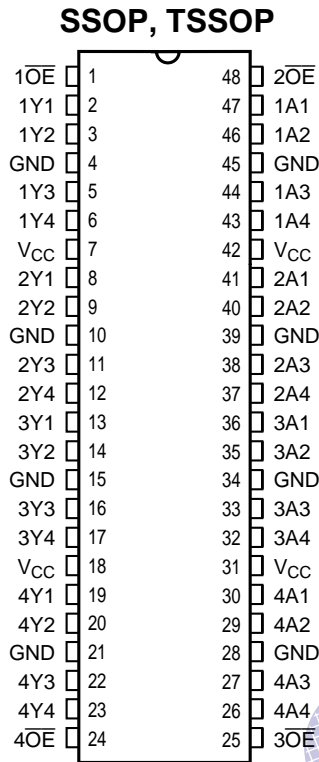 SSOP, TSSOP
1O̅E̅ 1 48 2O̅E̅
1Y1 2 47 1A1
1Y2 3 46 1A2
GND 4 45 GND
1Y3 5 44 1A3
1Y4 6 43 1A4
VCC 7 42 VCC
2Y1 8 41 2A1
2Y2 9 40 2A2
GND 10 39 GND
2Y3 11 38 2A3
2Y4 12 37 2A4
3Y1 13 36 3A1
3Y2 14 35 3A2
GND 15 34 GND
3Y3 16 33 3A3
3Y4 17 32 3A4
VCC 18 31 VCC
4Y1 19 30 4A1
4Y2 20 29 4A2
GND 21 28 GND
4Y3 22 27 4A3
4Y4 23 26 4A4
4O̅E̅ 24 25 3O̅E̅